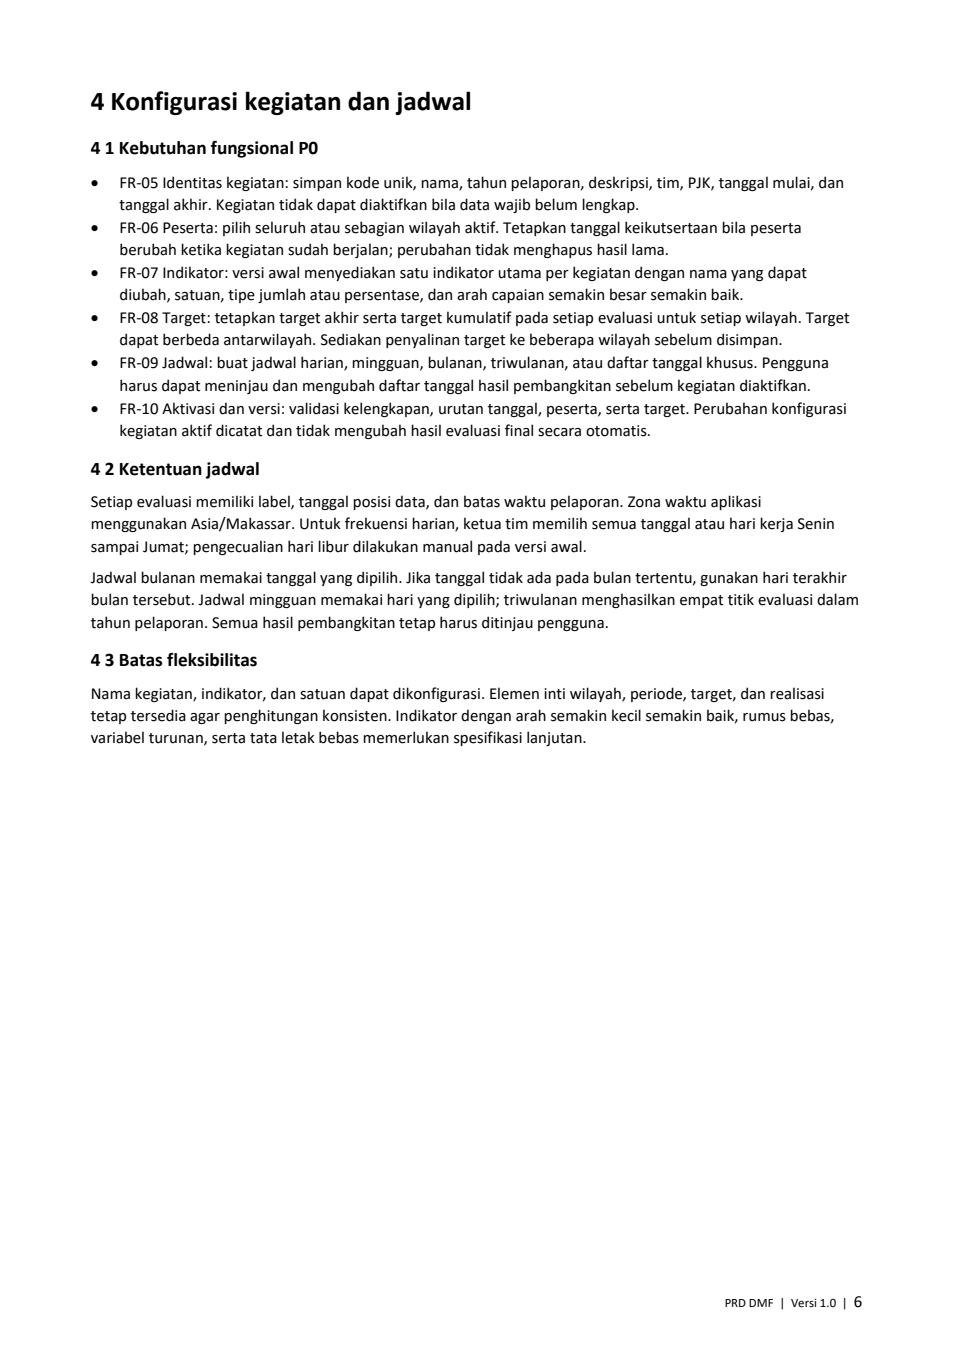 4 Konfigurasi kegiatan dan jadwal
4 1 Kebutuhan fungsional P0
• FR-05 Identitas kegiatan: simpan kode unik, nama, tahun pelaporan, deskripsi, tim, PJK, tanggal mulai, dan
tanggal akhir. Kegiatan tidak dapat diaktifkan bila data wajib belum lengkap.
• FR-06 Peserta: pilih seluruh atau sebagian wilayah aktif. Tetapkan tanggal keikutsertaan bila peserta
berubah ketika kegiatan sudah berjalan; perubahan tidak menghapus hasil lama.
• FR-07 Indikator: versi awal menyediakan satu indikator utama per kegiatan dengan nama yang dapat
diubah, satuan, tipe jumlah atau persentase, dan arah capaian semakin besar semakin baik.
• FR-08 Target: tetapkan target akhir serta target kumulatif pada setiap evaluasi untuk setiap wilayah. Target
dapat berbeda antarwilayah. Sediakan penyalinan target ke beberapa wilayah sebelum disimpan.
• FR-09 Jadwal: buat jadwal harian, mingguan, bulanan, triwulanan, atau daftar tanggal khusus. Pengguna
harus dapat meninjau dan mengubah daftar tanggal hasil pembangkitan sebelum kegiatan diaktifkan.
• FR-10 Aktivasi dan versi: validasi kelengkapan, urutan tanggal, peserta, serta target. Perubahan konfigurasi
kegiatan aktif dicatat dan tidak mengubah hasil evaluasi final secara otomatis.
4 2 Ketentuan jadwal
Setiap evaluasi memiliki label, tanggal posisi data, dan batas waktu pelaporan. Zona waktu aplikasi
menggunakan Asia/Makassar. Untuk frekuensi harian, ketua tim memilih semua tanggal atau hari kerja Senin
sampai Jumat; pengecualian hari libur dilakukan manual pada versi awal.
Jadwal bulanan memakai tanggal yang dipilih. Jika tanggal tidak ada pada bulan tertentu, gunakan hari terakhir
bulan tersebut. Jadwal mingguan memakai hari yang dipilih; triwulanan menghasilkan empat titik evaluasi dalam
tahun pelaporan. Semua hasil pembangkitan tetap harus ditinjau pengguna.
4 3 Batas fleksibilitas
Nama kegiatan, indikator, dan satuan dapat dikonfigurasi. Elemen inti wilayah, periode, target, dan realisasi
tetap tersedia agar penghitungan konsisten. Indikator dengan arah semakin kecil semakin baik, rumus bebas,
variabel turunan, serta tata letak bebas memerlukan spesifikasi lanjutan.
PRD DMF | Versi 1.0 | 6